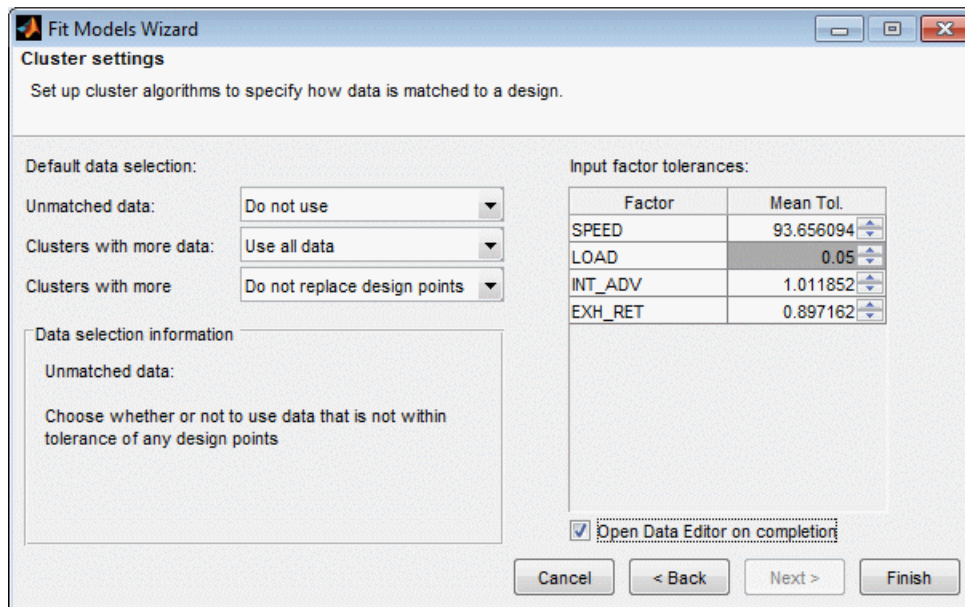 Fit Models Wizard
Cluster settings
Set up cluster algorithms to specify how data is matched to a design.
Default data selection:
Unmatched data: Do not use
Clusters with more data: Use all data
Clusters with more Do not replace design points
Data selection information
Unmatched data:
Choose whether or not to use data that is not within
tolerance of any design points
Input factor tolerances:
Factor Mean Tol.
SPEED 93.656094
LOAD 0.05
INT_ADV 1.011852
EXH_RET 0.897162
Open Data Editor on completion
Cancel < Back Next > Finish